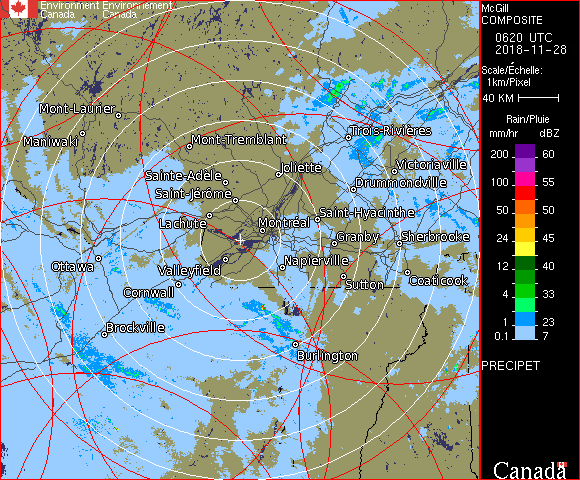 Environment Environnement
Canada Canada
McGill
COMPOSITE
0620 UTC
2018-11-28
Scale/Échelle:
1km/Pixel
40 KM
Rain/Pluie
mm/hr dBZ
200 60
100 55
50 50
24 45
12 40
4 33
1 23
0.1 7
PRECIPET
Mont-Laurier
Maniwaki
Mont-Tremblant
Trois-Rivières
Joliette
Victoriaville
Sainte-Adèle
Drummondville
Saint-Jérôme
Lachute
Saint-Hyacinthe
Montréal
Granby
Sherbrooke
Ottawa
Valleyfield
Napierville
Sutton
Coaticook
Cornwall
Brockville
Burlington
Canada